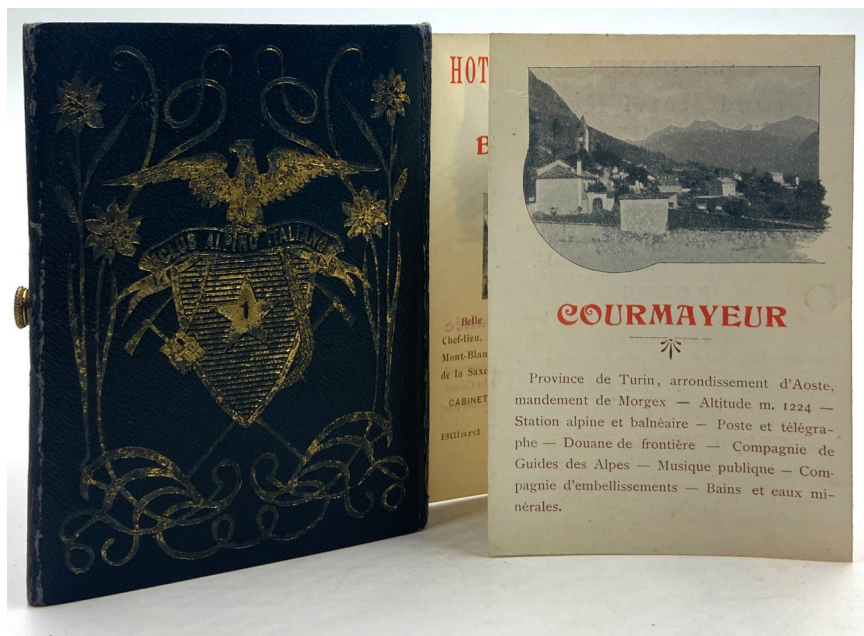 CLUB ALPINO ITALIANO
1
HOT
B
Belle
Chef-lieu,
Mont-Blan
de la Saxe
CABINET
Billard
COURMAYEUR
Province de Turin, arrondissement d'Aoste,
mandement de Morgex — Altitude m. 1224 —
Station alpine et balnéaire — Poste et télégra-
phe — Douane de frontière — Compagnie de
Guides des Alpes — Musique publique — Com-
pagnie d'embellissements — Bains et eaux mi-
nérales.